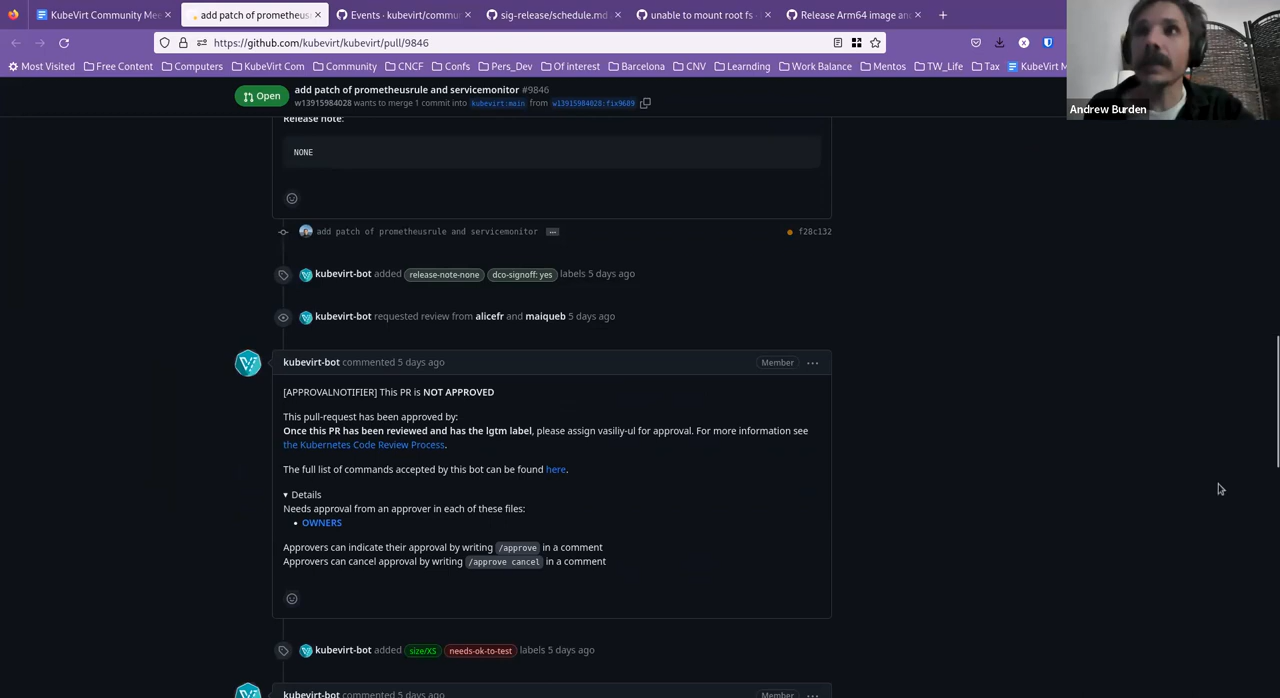 KubeVirt Community Mee
add patch of prometheus
Events · kubevirt/commu
sig-release/schedule.md
unable to mount root fs
Release Arm64 image an
https://github.com/kubevirt/kubevirt/pull/9846
Most Visited
Free Content
Computers
KubeVirt Com
Community
CNCF
Confs
Pers_Dev
Of interest
Barcelona
CNV
Learnding
Work Balance
Mentos
TW_Life
Tax
KubeVirt M
Andrew Burden
Open
add patch of prometheusrule and servicemonitor #9846
w13915984028 wants to merge 1 commit into kubevirt:main from w13915984028:fix9689
Release note:
NONE
add patch of prometheusrule and servicemonitor ...
f28c132
kubevirt-bot added release-note-none dco-signoff: yes labels 5 days ago
kubevirt-bot requested review from alicefr and maiqueb 5 days ago
kubevirt-bot commented 5 days ago
Member
[APPROVALNOTIFIER] This PR is NOT APPROVED
This pull-request has been approved by:
Once this PR has been reviewed and has the lgtm label, please assign vasiliy-ul for approval. For more information see
the Kubernetes Code Review Process.
The full list of commands accepted by this bot can be found here.
▾ Details
Needs approval from an approver in each of these files:
• OWNERS
Approvers can indicate their approval by writing /approve in a comment
Approvers can cancel approval by writing /approve cancel in a comment
kubevirt-bot added size/XS needs-ok-to-test labels 5 days ago
kubevirt-bot commented 5 days ago
Member